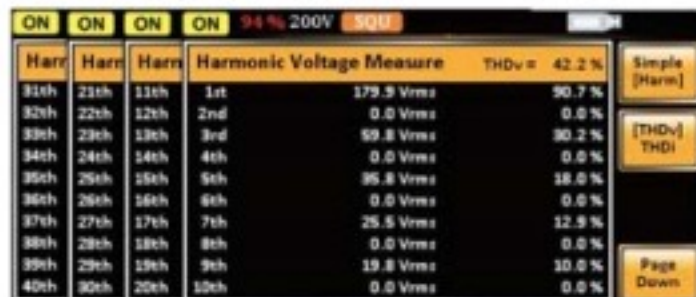 ON ON ON ON 94% 200V SQU
Harr Harr Harn Harmonic Voltage Measure THDv = 42.2 % Simple [Harm]
31th 21th 11th 1st 179.9 Vrms 90.7 %
32th 22th 12th 2nd 0.0 Vrms 0.0 %
33th 23th 13th 3rd 59.8 Vrms 30.2 % [THDv] THDi
34th 24th 14th 4th 0.0 Vrms 0.0 %
35th 25th 15th 5th 35.8 Vrms 18.0 %
36th 26th 16th 6th 0.0 Vrms 0.0 %
37th 27th 17th 7th 25.5 Vrms 12.9 %
38th 28th 18th 8th 0.0 Vrms 0.0 %
39th 29th 19th 9th 19.8 Vrms 10.0 % Page
40th 30th 20th 10th 0.0 Vrms 0.0 % Down